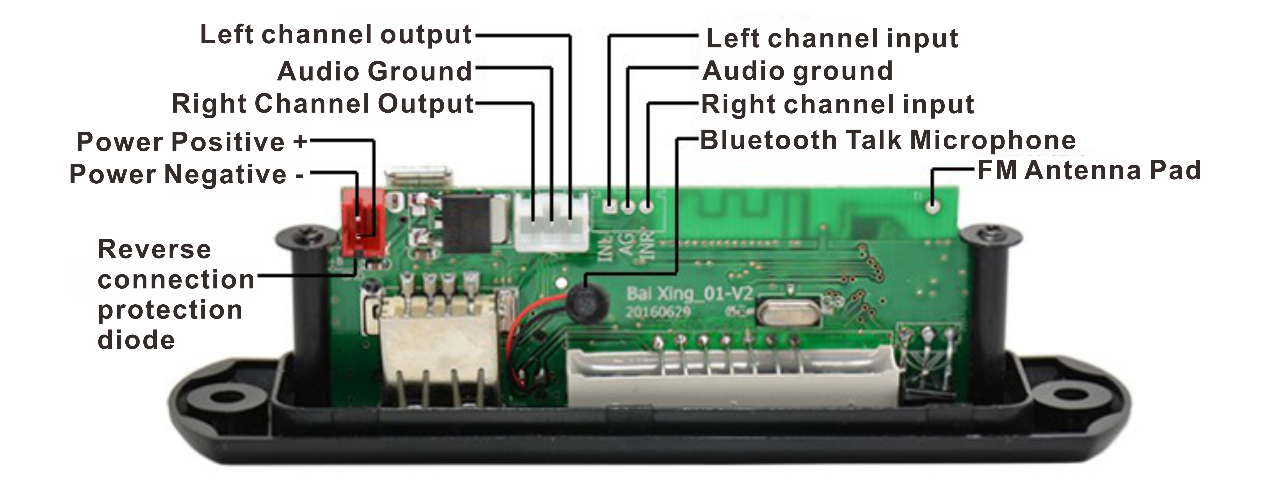 Left channel output
Audio Ground
Right Channel Output
Power Positive +
Power Negative -
Reverse
connection
protection
diode
Left channel input
Audio ground
Right channel input
Bluetooth Talk Microphone
FM Antenna Pad
INL
AG
INR
Bai Xing_01-V2
20160629